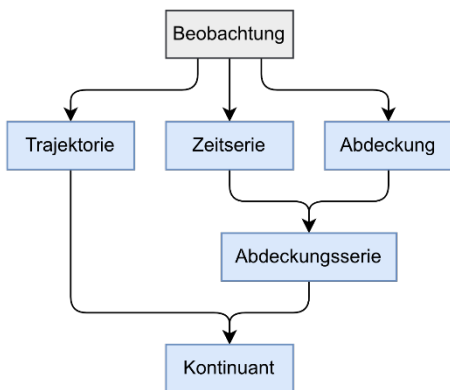 Beobachtung
Trajektorie
Zeitserie
Abdeckung
Abdeckungsserie
Kontinuant